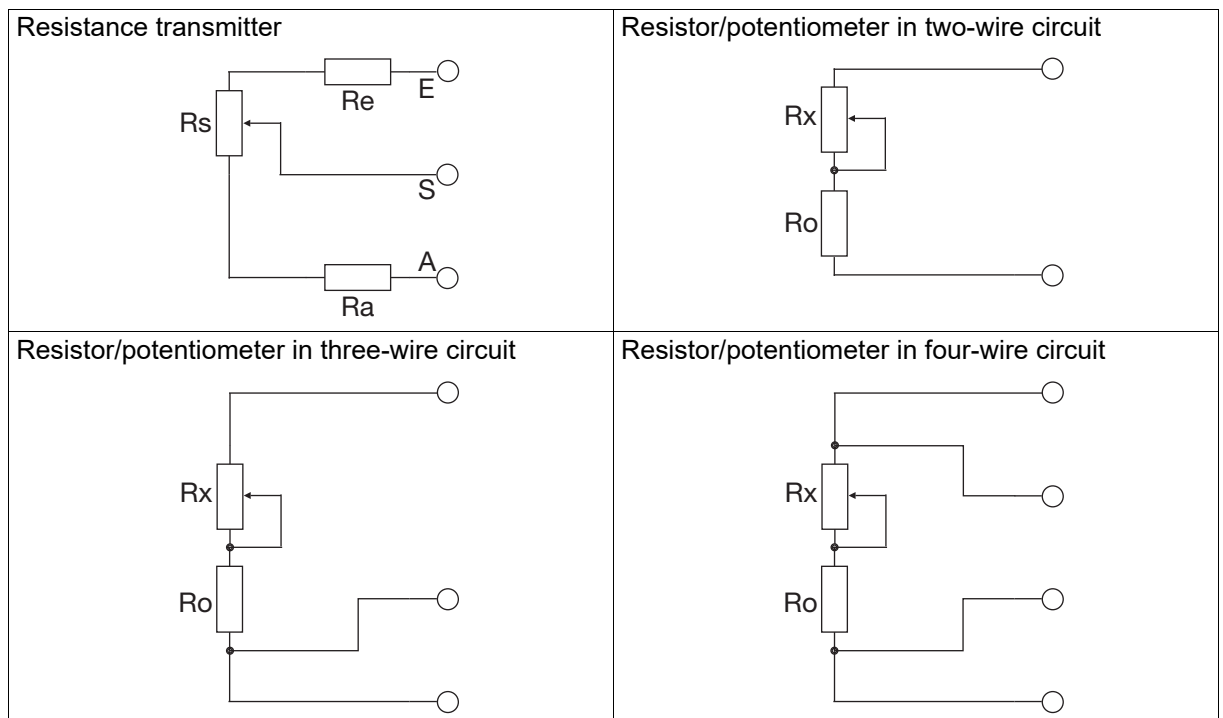 Resistance transmitter
Re
E
Rs
S
A
Ra
Resistor/potentiometer in two-wire circuit
Rx
Ro
Resistor/potentiometer in three-wire circuit
Rx
Ro
Resistor/potentiometer in four-wire circuit
Rx
Ro